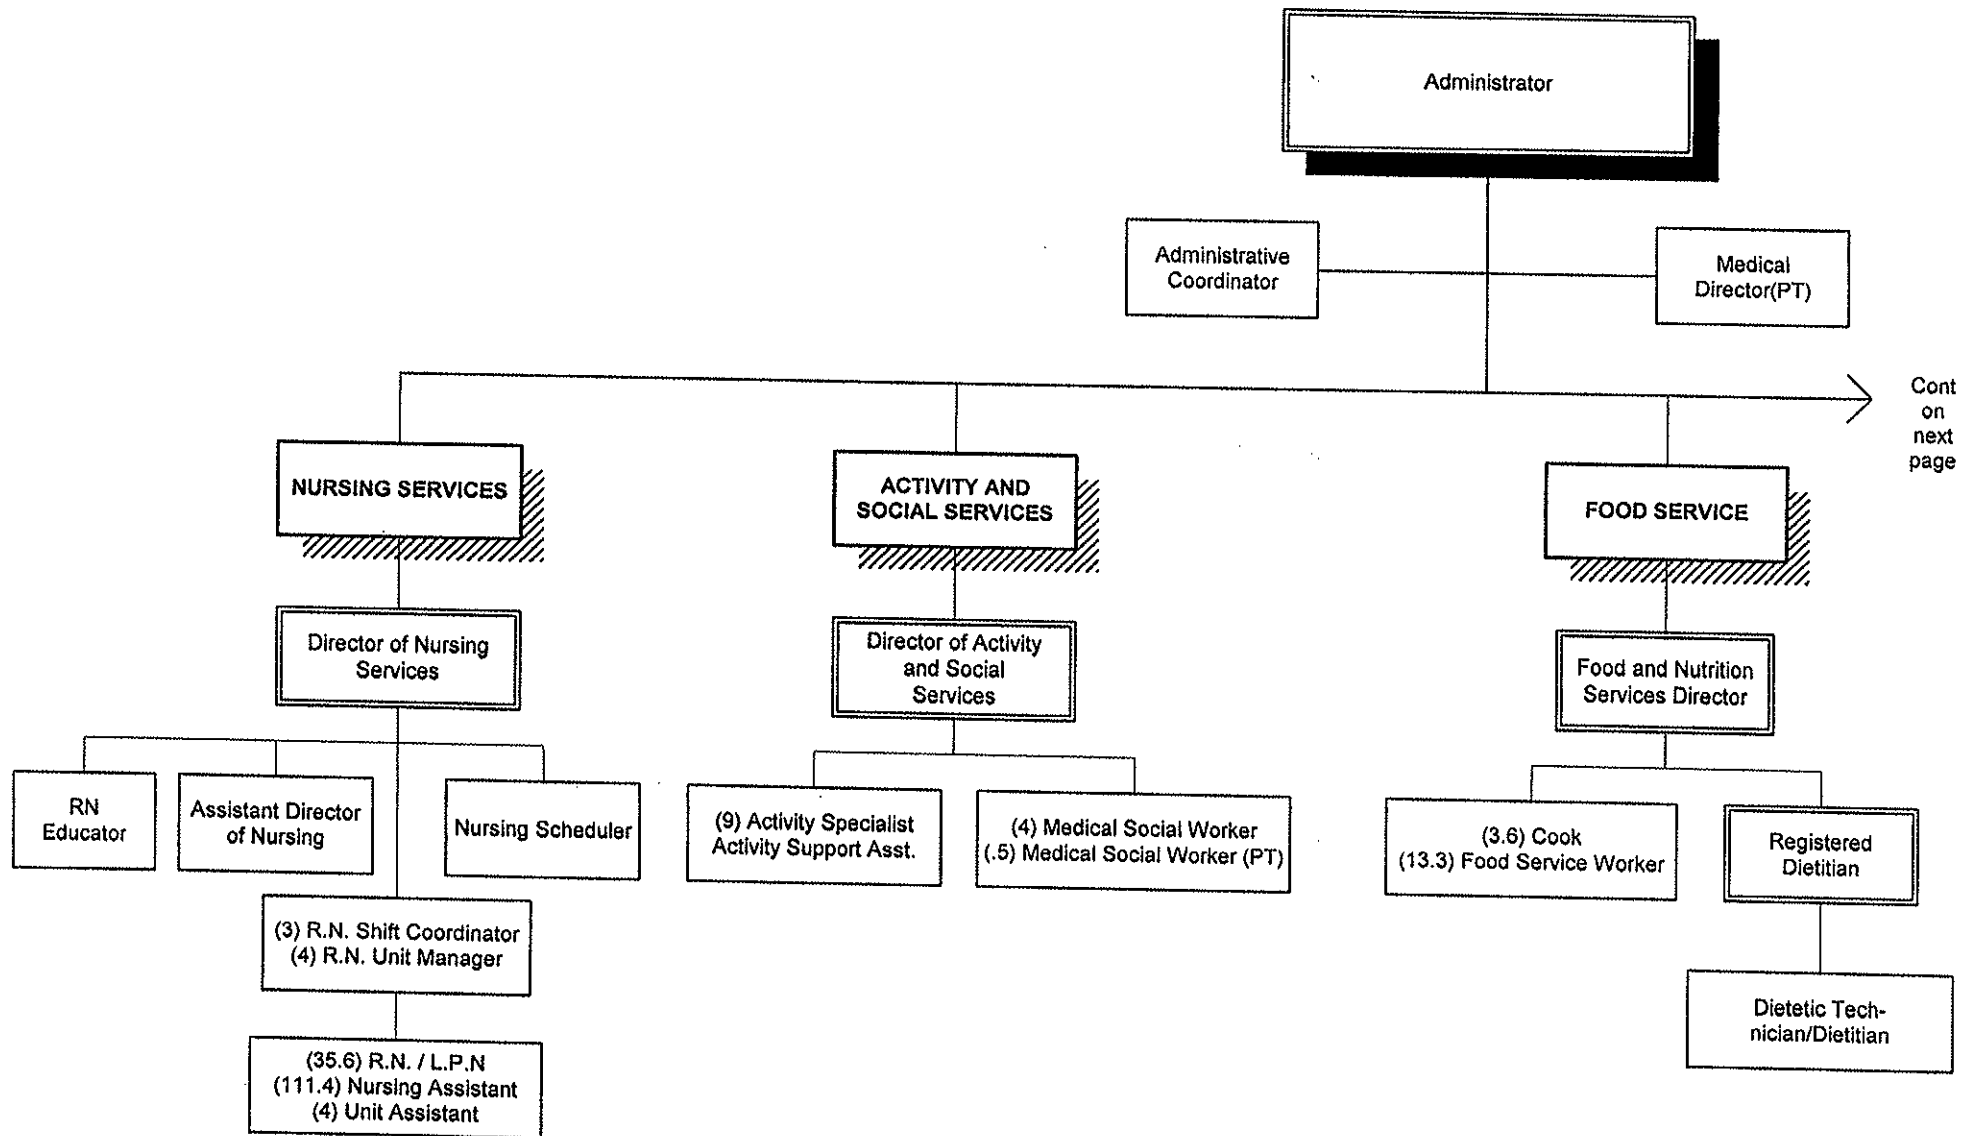 Administrator
Administrative
Coordinator
Medical
Director(PT)
Cont
on
next
page
NURSING SERVICES
ACTIVITY AND
SOCIAL SERVICES
FOOD SERVICE
Director of Nursing
Services
Director of Activity
and Social
Services
Food and Nutrition
Services Director
RN
Educator
Assistant Director
of Nursing
Nursing Scheduler
(9) Activity Specialist
Activity Support Asst.
(4) Medical Social Worker
(.5) Medical Social Worker (PT)
(3.6) Cook
(13.3) Food Service Worker
Registered
Dietitian
(3) R.N. Shift Coordinator
(4) R.N. Unit Manager
Dietetic Tech-
nician/Dietitian
(35.6) R.N. / L.P.N
(111.4) Nursing Assistant
(4) Unit Assistant